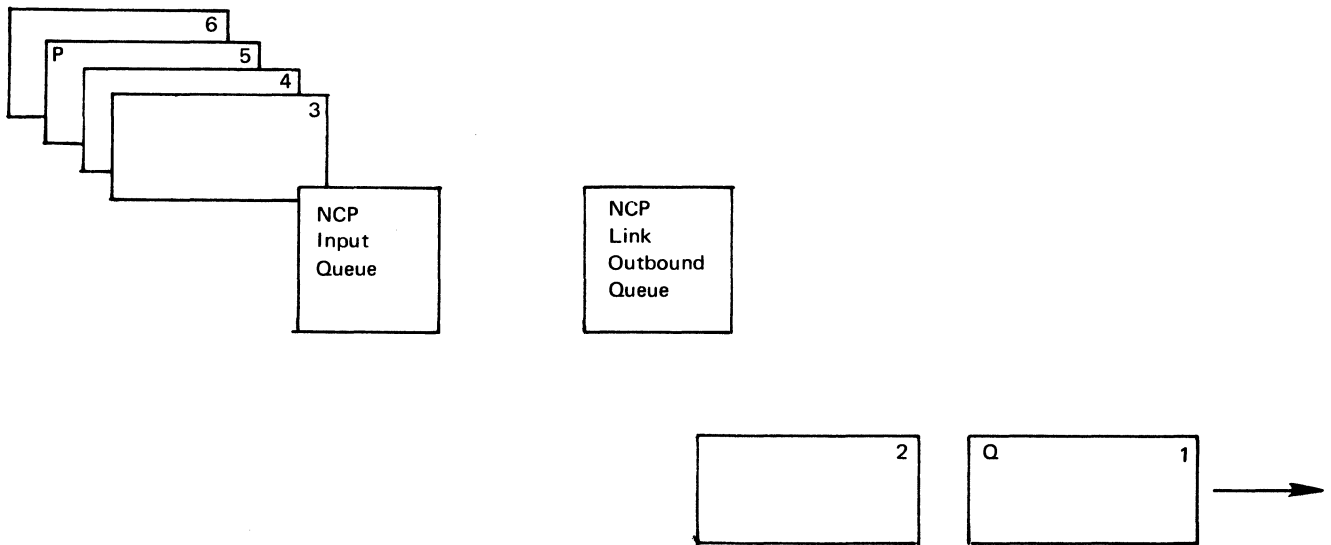 6
P 5
4
3
NCP
Input
Queue
NCP
Link
Outbound
Queue
2
Q 1